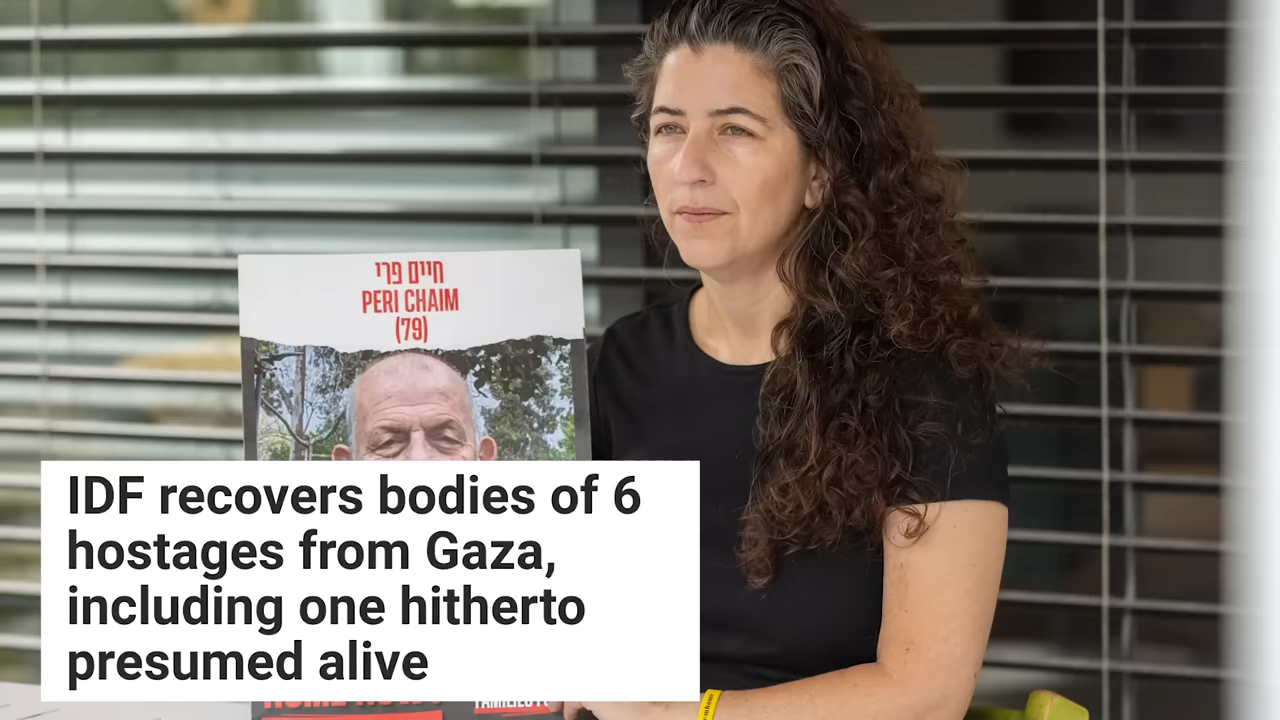 חיים פרי
PERI CHAIM
(79)
IDF recovers bodies of 6
hostages from Gaza,
including one hitherto
presumed alive